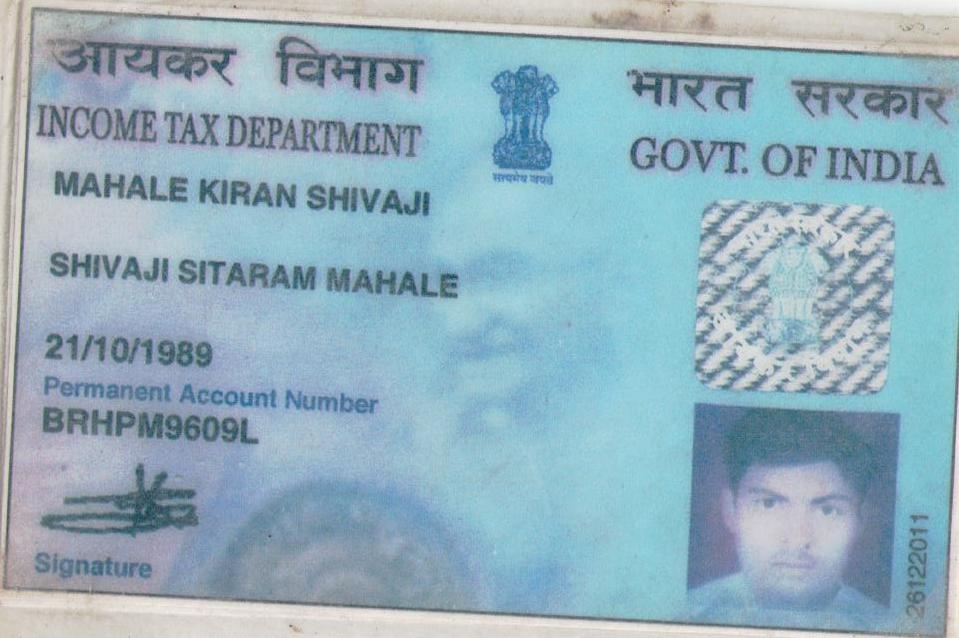 आयकर विभाग
INCOME TAX DEPARTMENT
सत्यमेव जयते
भारत सरकार
GOVT. OF INDIA
MAHALE KIRAN SHIVAJI
SHIVAJI SITARAM MAHALE
21/10/1989
Permanent Account Number
BRHPM9609L
Signature
26122011